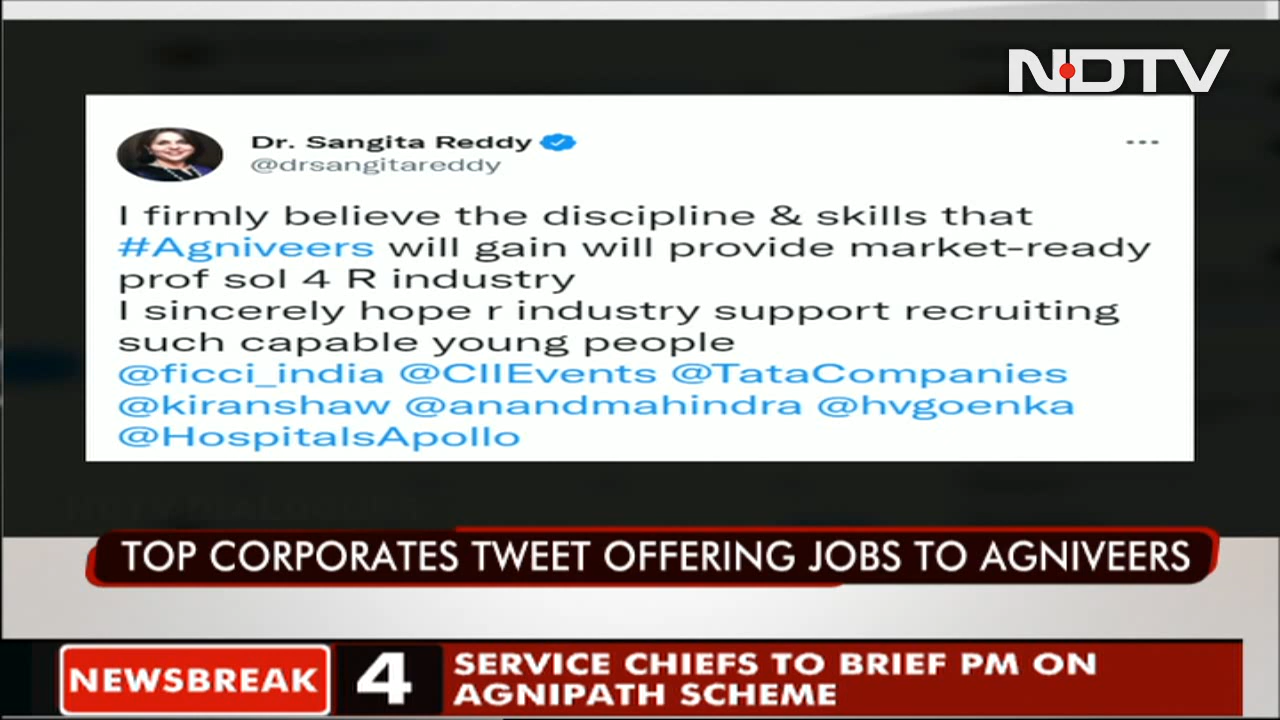 NDTV
Dr. Sangita Reddy
@drsangitareddy
I firmly believe the discipline & skills that
#Agniveers will gain will provide market-ready
prof sol 4 R industry
I sincerely hope r industry support recruiting
such capable young people
@ficci_india @CIIEvents @TataCompanies
@kiranshaw @anandmahindra @hvgoenka
@HospitalsApollo
TOP CORPORATES TWEET OFFERING JOBS TO AGNIVEERS
NEWSBREAK 4
SERVICE CHIEFS TO BRIEF PM ON
AGNIPATH SCHEME